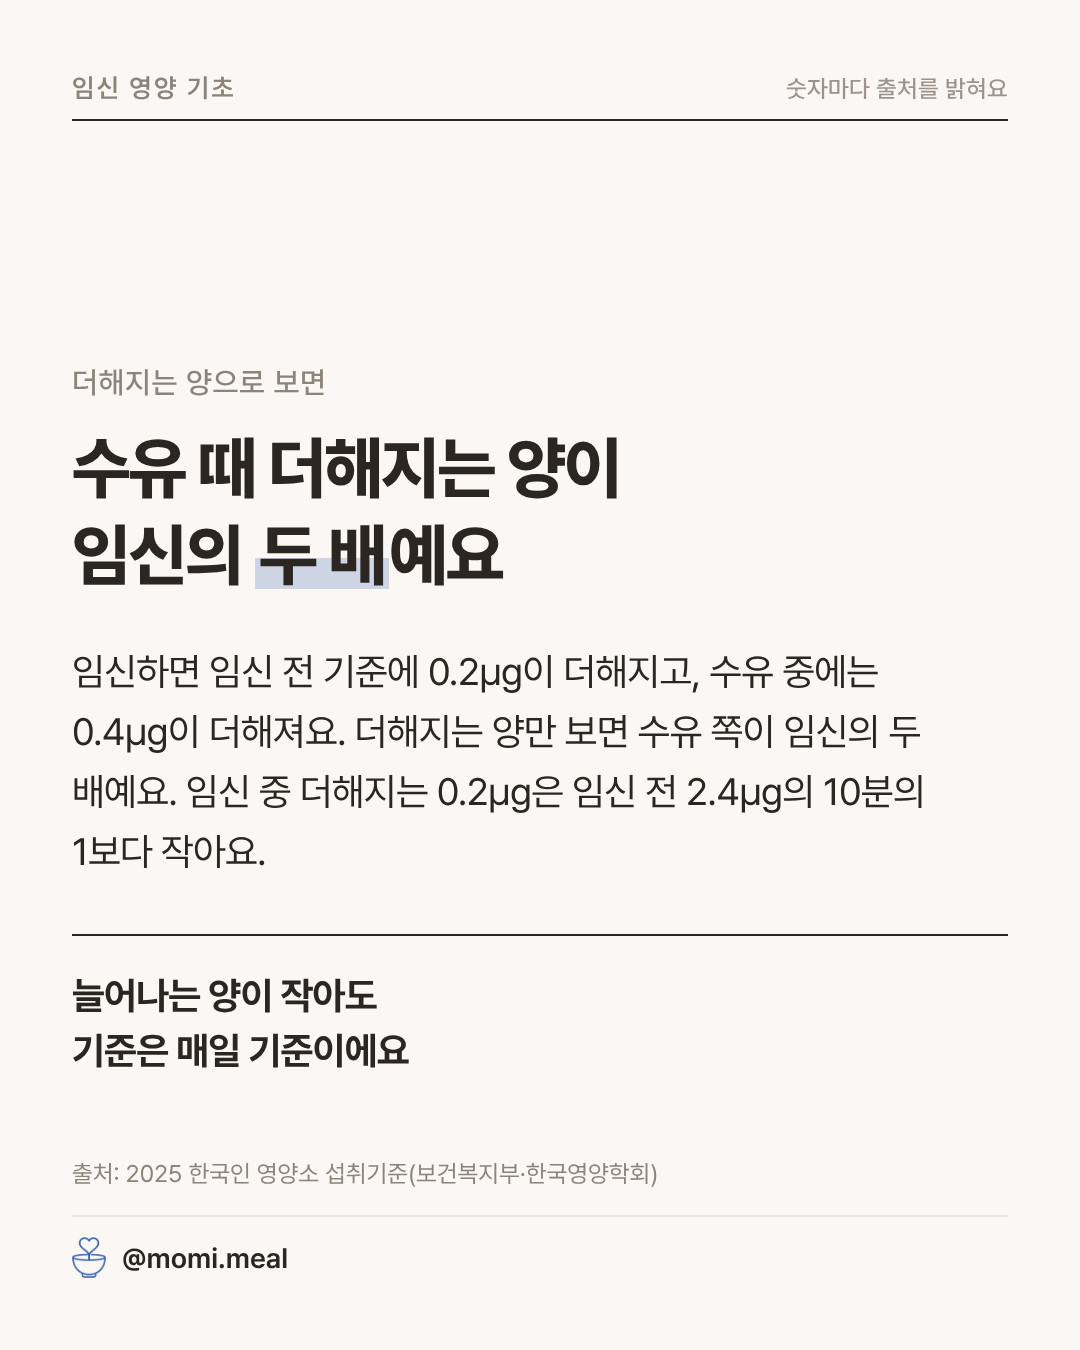 임신 영양 기초
숫자마다 출처를 밝혀요
더해지는 양으로 보면
수유 때 더해지는 양이
임신의 두 배예요
임신하면 임신 전 기준에 0.2µg이 더해지고, 수유 중에는
0.4µg이 더해져요. 더해지는 양만 보면 수유 쪽이 임신의 두
배예요. 임신 중 더해지는 0.2µg은 임신 전 2.4µg의 10분의
1보다 작아요.
늘어나는 양이 작아도
기준은 매일 기준이에요
출처: 2025 한국인 영양소 섭취기준(보건복지부·한국영양학회)
@momi.meal